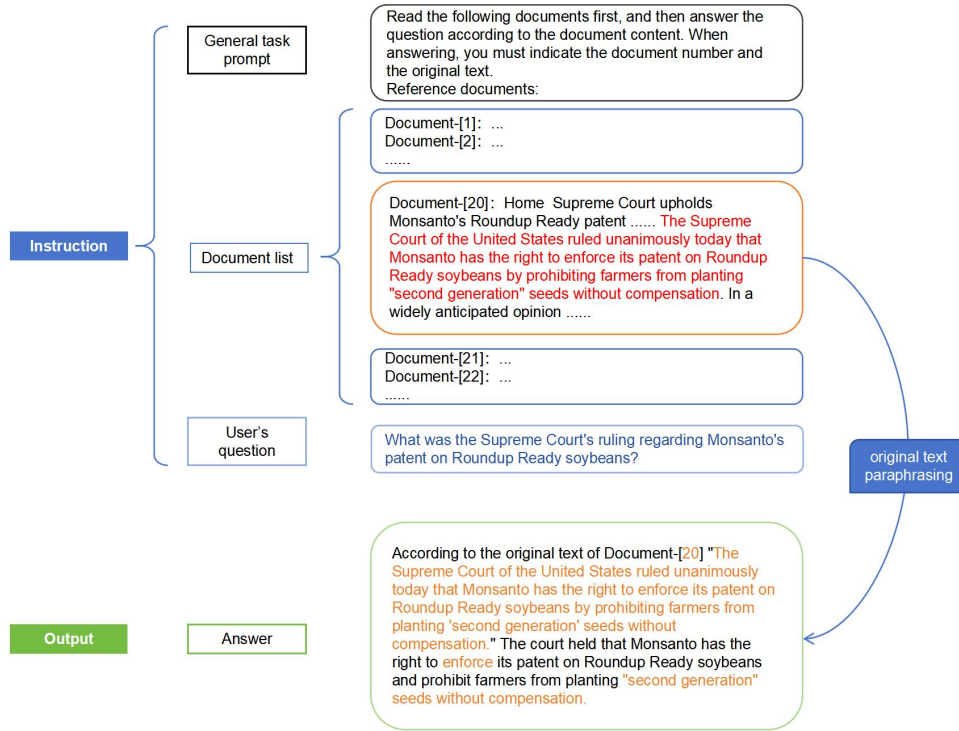 General task
prompt
Read the following documents first, and then answer the
question according to the document content. When
answering, you must indicate the document number and
the original text.
Reference documents:
Document-[1]: ...
Document-[2]: ...
......
Instruction
Document list
Document-[20]: Home Supreme Court upholds
Monsanto's Roundup Ready patent ...... The Supreme
Court of the United States ruled unanimously today that
Monsanto has the right to enforce its patent on Roundup
Ready soybeans by prohibiting farmers from planting
"second generation" seeds without compensation. In a
widely anticipated opinion ......
Document-[21]: ...
Document-[22]: ...
......
User's
question
What was the Supreme Court's ruling regarding Monsanto's
patent on Roundup Ready soybeans?
original text
paraphrasing
Output
Answer
According to the original text of Document-[20] "The
Supreme Court of the United States ruled unanimously
today that Monsanto has the right to enforce its patent on
Roundup Ready soybeans by prohibiting farmers from
planting 'second generation' seeds without
compensation." The court held that Monsanto has the
right to enforce its patent on Roundup Ready soybeans
and prohibit farmers from planting "second generation"
seeds without compensation.